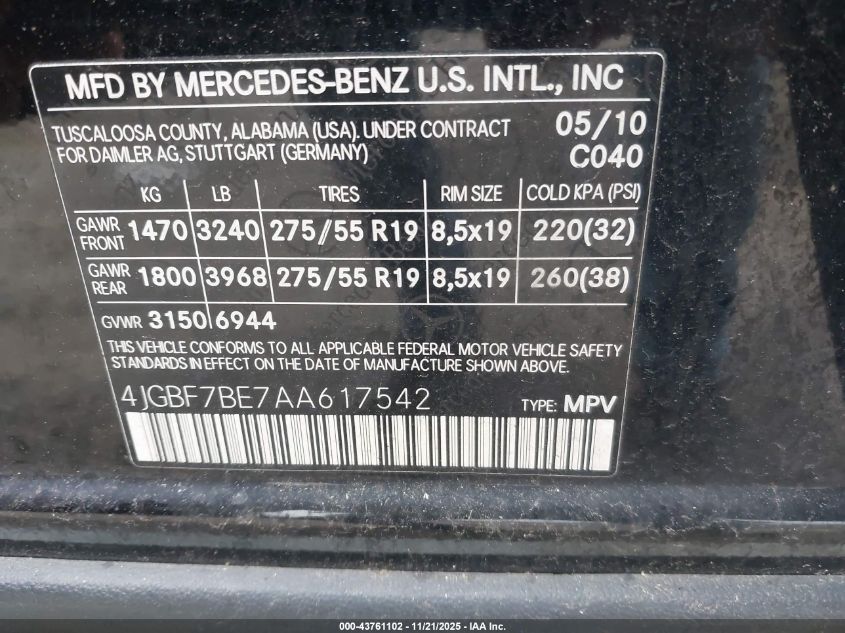 MFD BY MERCEDES-BENZ U.S. INTL., INC
TUSCALOOSA COUNTY, ALABAMA (USA). UNDER CONTRACT 05/10
FOR DAIMLER AG, STUTTGART (GERMANY) C040
KG LB TIRES RIM SIZE COLD KPA (PSI)
GAWR FRONT 1470 3240 275/55 R19 8,5x19 220(32)
GAWR REAR 1800 3968 275/55 R19 8,5x19 260(38)
GVWR 3150 6944
THIS VEHICLE CONFORMS TO ALL APPLICABLE FEDERAL MOTOR VEHICLE SAFETY
STANDARDS IN EFFECT ON THE DATE OF MANUFACTURE SHOWN ABOVE.
4JGBF7BE7AA617542 TYPE: MPV
000-43761102 - 11/21/2025 - IAA Inc.